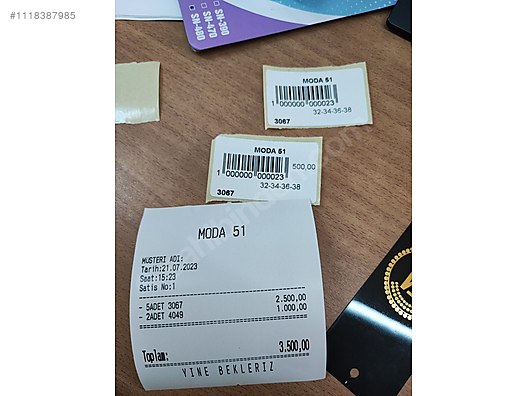 #1118387985
SN-360
SN-470
SN-480
MODA 51
1 000000 000023
32-34-36-38
3067
MODA 51
500,00
1 000000 000023
32-34-36-38
3067
MODA 51
MUSTERI ADI:
Tarih:21.07.2023
Saat:15:23
Satis No:1
- 5ADET 3067 2.500,00
- 2ADET 4049 1.000,00
Toplam: 3.500,00
YINE BEKLERIZ